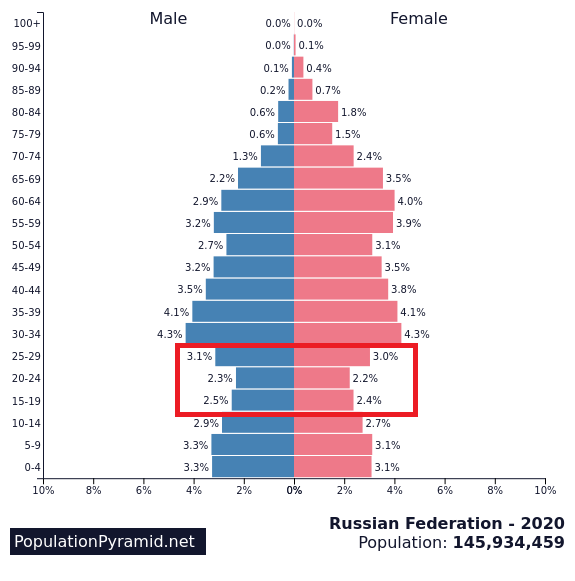 Male Female
100+ 0.0% 0.0%
95-99 0.0% 0.1%
90-94 0.1% 0.4%
85-89 0.2% 0.7%
80-84 0.6% 1.8%
75-79 0.6% 1.5%
70-74 1.3% 2.4%
65-69 2.2% 3.5%
60-64 2.9% 4.0%
55-59 3.2% 3.9%
50-54 2.7% 3.1%
45-49 3.2% 3.5%
40-44 3.5% 3.8%
35-39 4.1% 4.1%
30-34 4.3% 4.3%
25-29 3.1% 3.0%
20-24 2.3% 2.2%
15-19 2.5% 2.4%
10-14 2.9% 2.7%
5-9 3.3% 3.1%
0-4 3.3% 3.1%
10% 8% 6% 4% 2% 0% 2% 4% 6% 8% 10%
Russian Federation - 2020
PopulationPyramid.net Population: 145,934,459